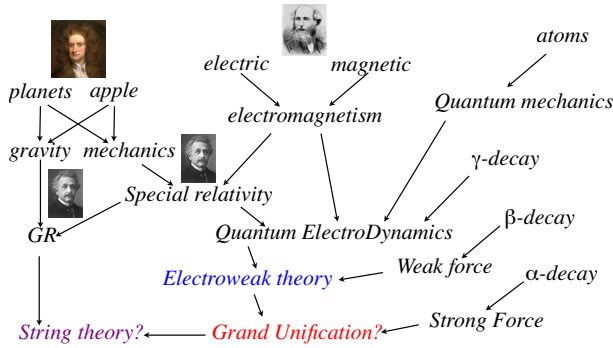 atoms
electric magnetic
planets apple
Quantum mechanics
electromagnetism
gravity mechanics
γ-decay
Special relativity
β-decay
GR
Quantum ElectroDynamics
Weak force
α-decay
Electroweak theory
Strong Force
String theory?
Grand Unification?